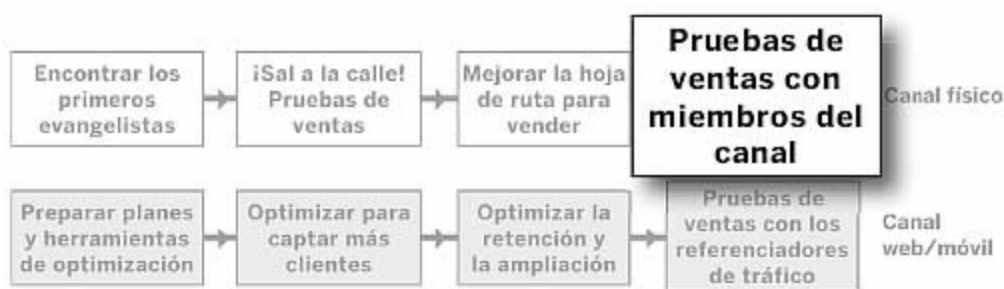 Encontrar los
primeros
evangelistas
¡Sal a la calle!
Pruebas de
ventas
Mejorar la hoja
de ruta para
vender
Pruebas de
ventas con
miembros del
canal
Canal físico
Preparar planes
y herramientas
de optimización
Optimizar para
captar más
clientes
Optimizar la
retención y
la ampliación
Pruebas de
ventas con los
referenciadores
de tráfico
Canal
web/móvil